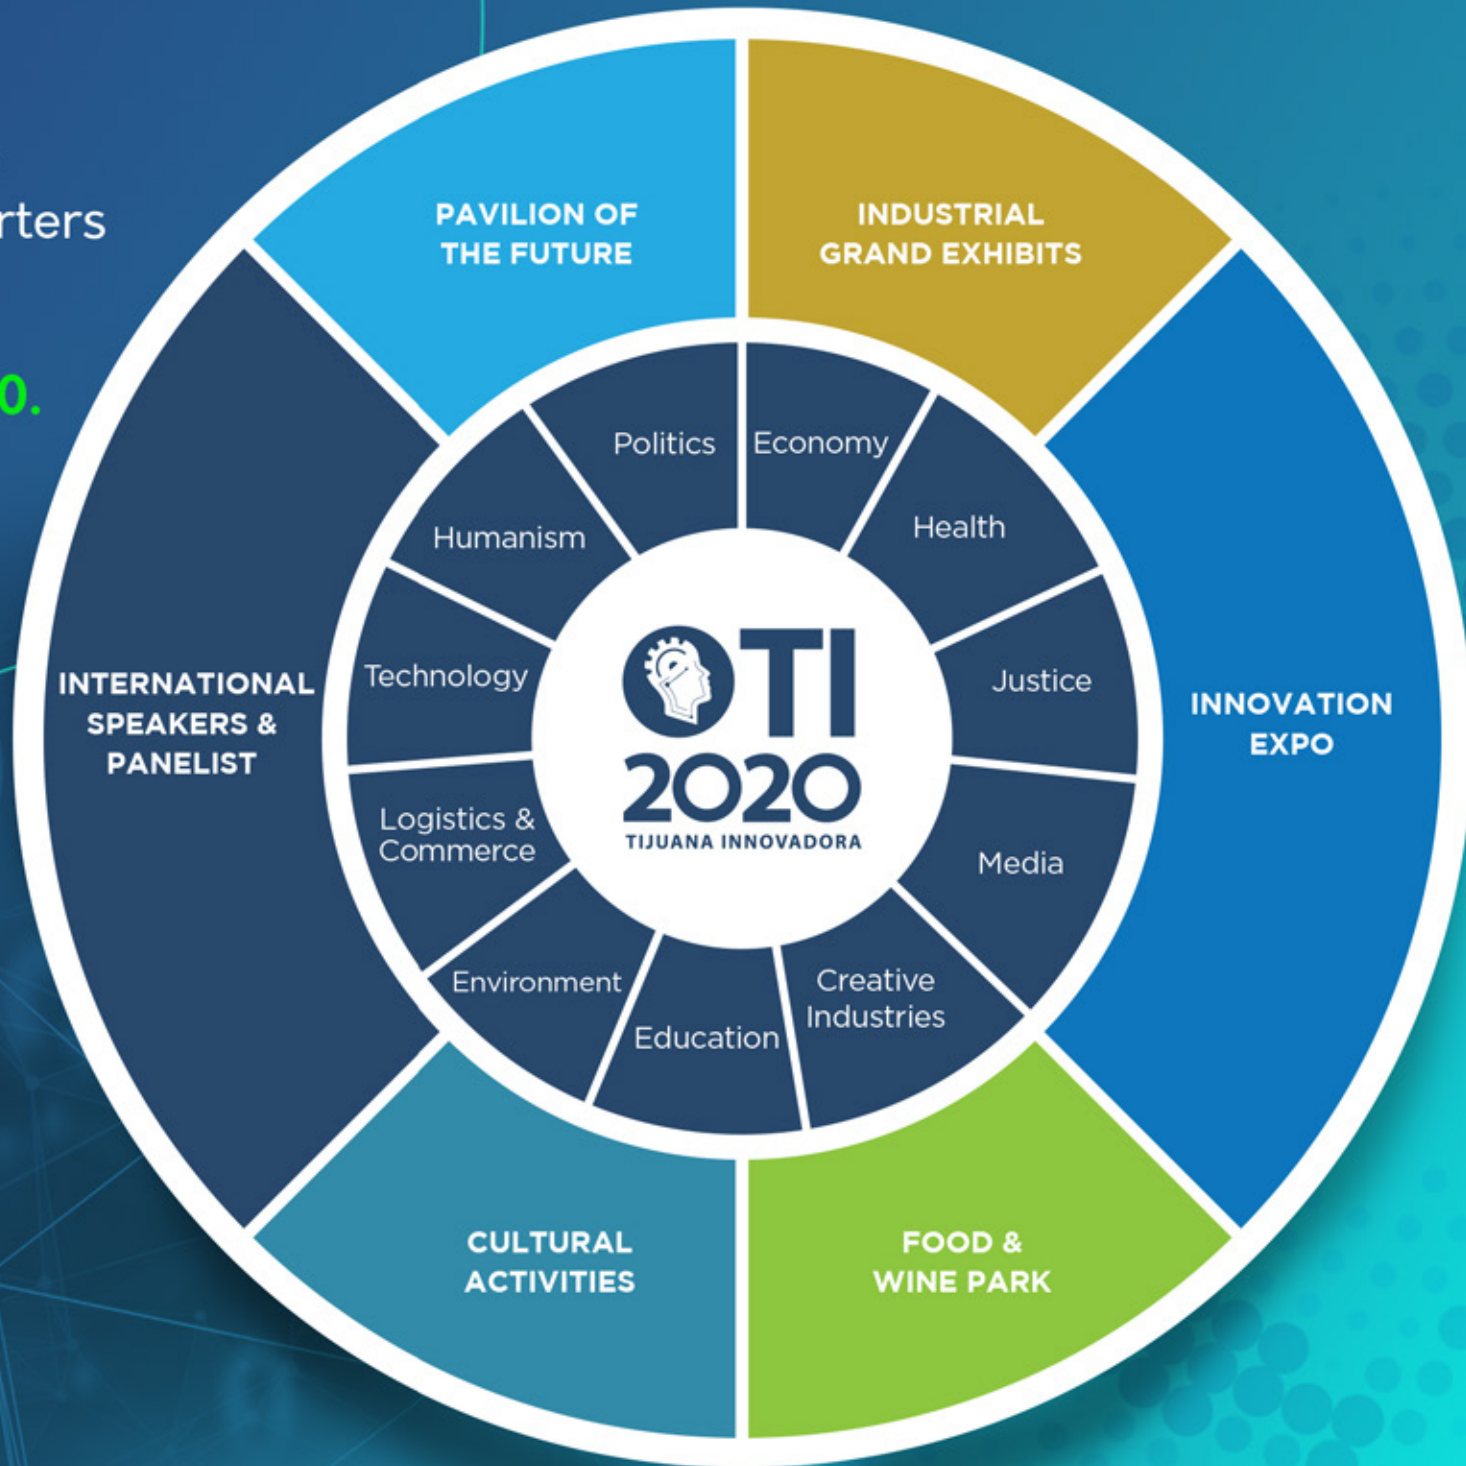 rters
0.
PAVILION OF
THE FUTURE
INDUSTRIAL
GRAND EXHIBITS
INTERNATIONAL
SPEAKERS &
PANELIST
INNOVATION
EXPO
CULTURAL
ACTIVITIES
FOOD &
WINE PARK
Politics
Economy
Humanism
Health
Technology
Justice
Logistics &
Commerce
Media
Environment
Education
Creative
Industries
OTI
2020
TIJUANA INNOVADORA